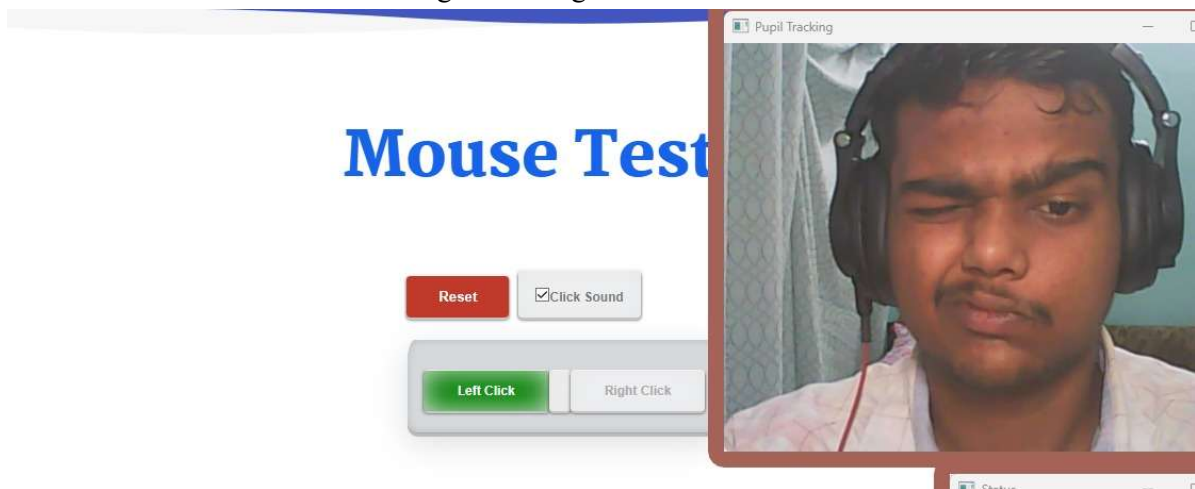 Pupil Tracking
Mouse Test
Reset
Click Sound
Left Click
Right Click